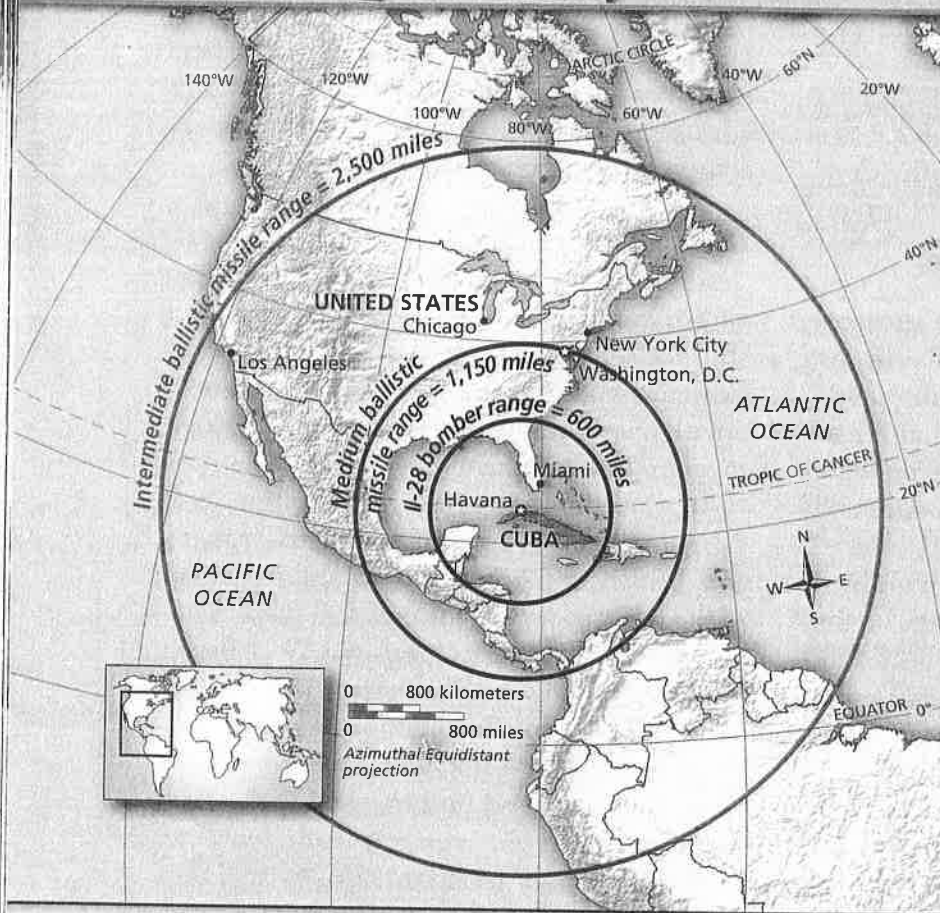 ARCTIC CIRCLE
140°W
120°W
100°W
80°W
60°W
40°W
60°N
20°W
Intermediate ballistic missile range = 2,500 miles
40°N
UNITED STATES
Chicago
New York City
Los Angeles
Washington, D.C.
Medium ballistic
missile range = 1,150 miles
Il-28 bomber range = 600 miles
ATLANTIC
OCEAN
TROPIC OF CANCER
20°N
Miami
Havana
CUBA
PACIFIC
OCEAN
N
W
E
S
0 800 kilometers
0 800 miles
Azimuthal Equidistant
projection
EQUATOR 0°